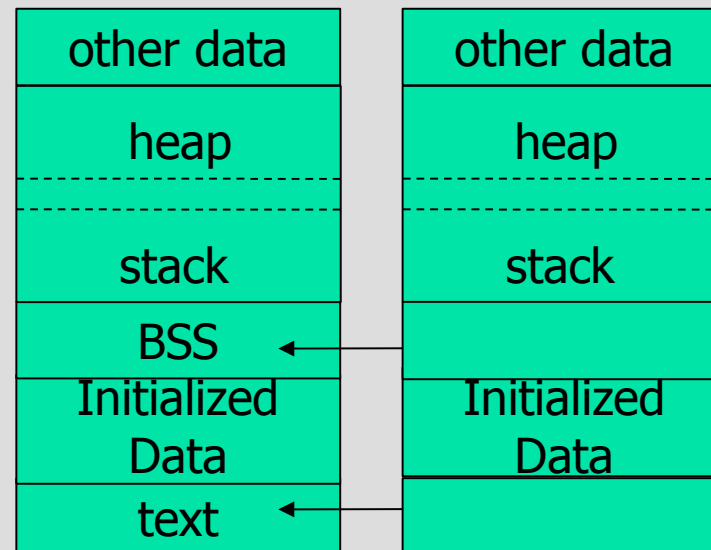 other data
heap
stack
BSS
Initialized
Data
text
other data
heap
stack
Initialized
Data